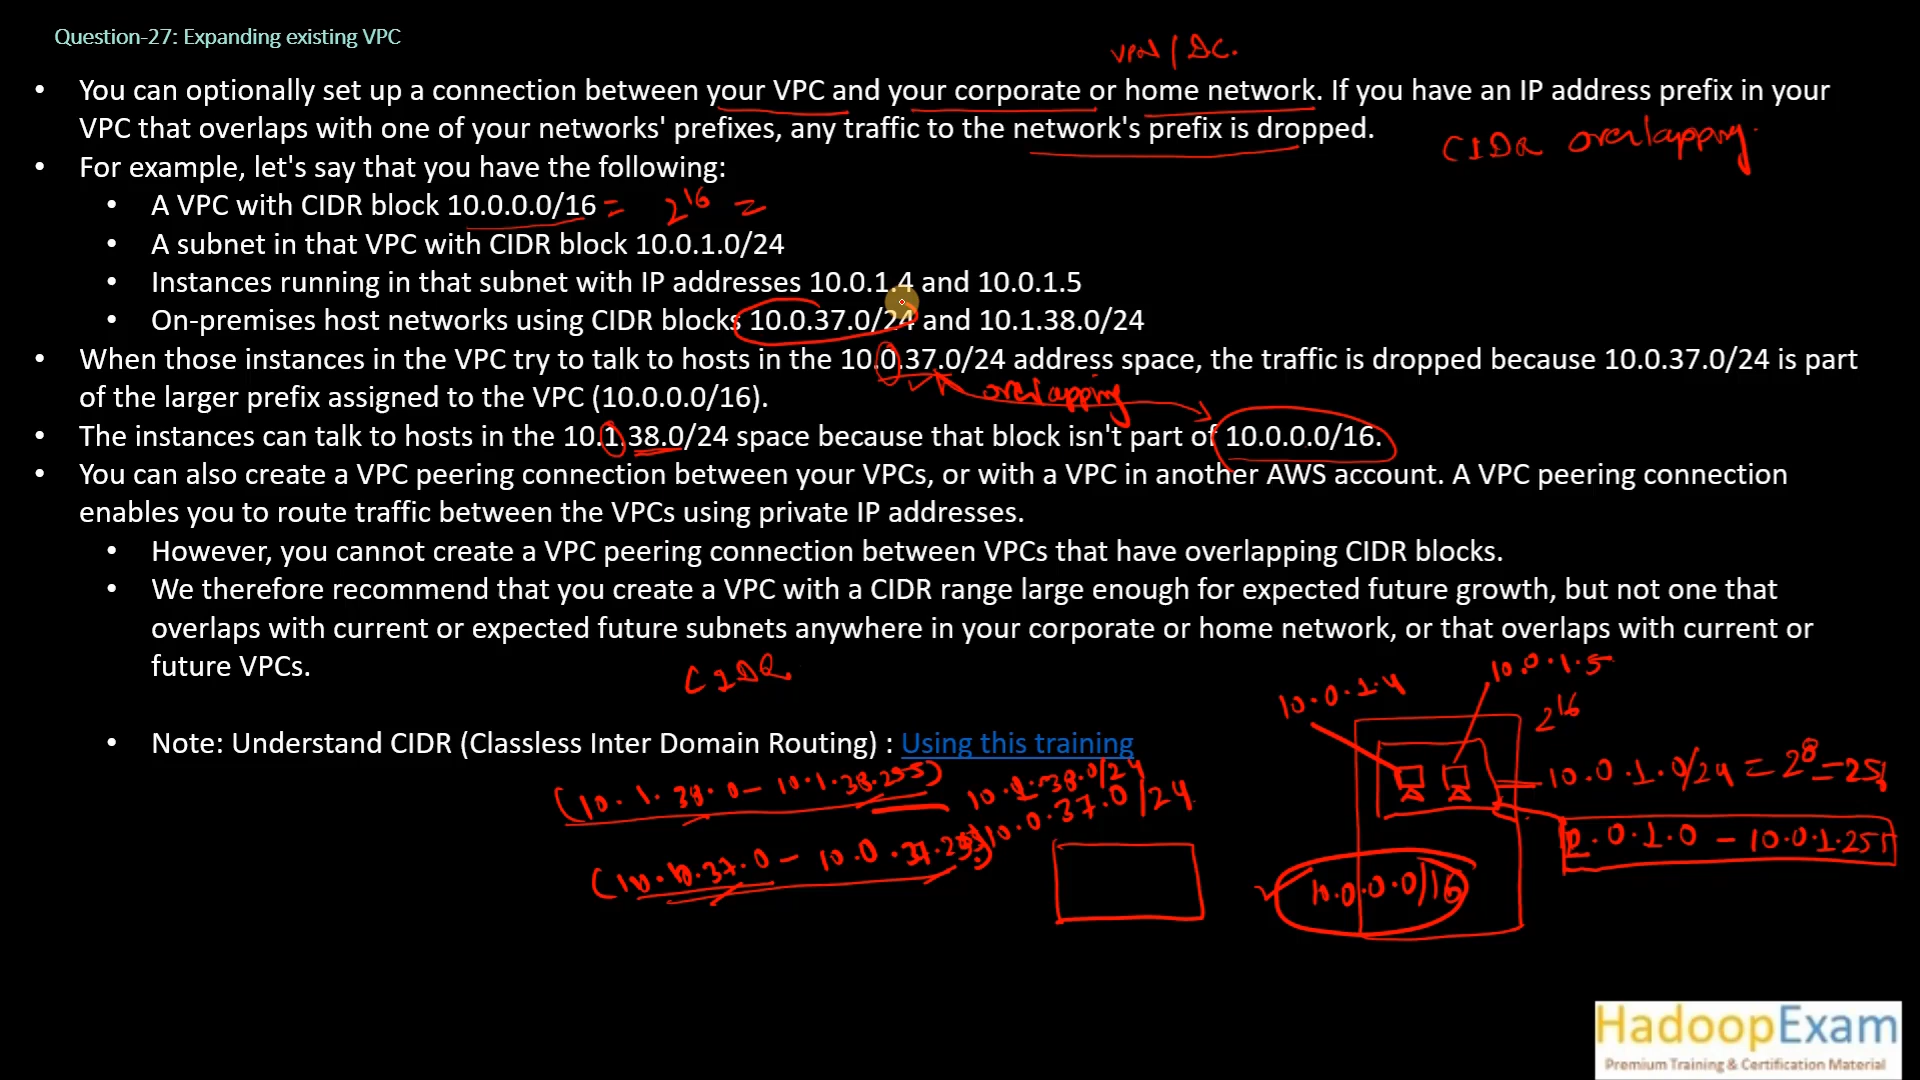 Question-27: Expanding existing VPC
VPN / DC.
• You can optionally set up a connection between your VPC and your corporate or home network. If you have an IP address prefix in your
VPC that overlaps with one of your networks' prefixes, any traffic to the network's prefix is dropped.
CIDR overlapping.
• For example, let's say that you have the following:
• A VPC with CIDR block 10.0.0.0/16 = 2^16 =
• A subnet in that VPC with CIDR block 10.0.1.0/24
• Instances running in that subnet with IP addresses 10.0.1.4 and 10.0.1.5
• On-premises host networks using CIDR blocks 10.0.37.0/24 and 10.1.38.0/24
• When those instances in the VPC try to talk to hosts in the 10.0.37.0/24 address space, the traffic is dropped because 10.0.37.0/24 is part
of the larger prefix assigned to the VPC (10.0.0.0/16).
overlapping
• The instances can talk to hosts in the 10.1.38.0/24 space because that block isn't part of 10.0.0.0/16.
• You can also create a VPC peering connection between your VPCs, or with a VPC in another AWS account. A VPC peering connection
enables you to route traffic between the VPCs using private IP addresses.
• However, you cannot create a VPC peering connection between VPCs that have overlapping CIDR blocks.
• We therefore recommend that you create a VPC with a CIDR range large enough for expected future growth, but not one that
overlaps with current or expected future subnets anywhere in your corporate or home network, or that overlaps with current or
future VPCs.
CIDR
10.0.1.4
10.0.1.5
2^16
• Note: Understand CIDR (Classless Inter Domain Routing) : Using this training
(10.1.38.0 – 10.1.38.255)
10.1.38.0/24
10.0.1.0/24 = 2^8 =
10.0.37.0/24
.0.1.0 – 10.0.1.255
(10.0.37.0 – 10.0.37.255)
10.0.0.0/16
HadoopExam
Premium Training & Certification Material